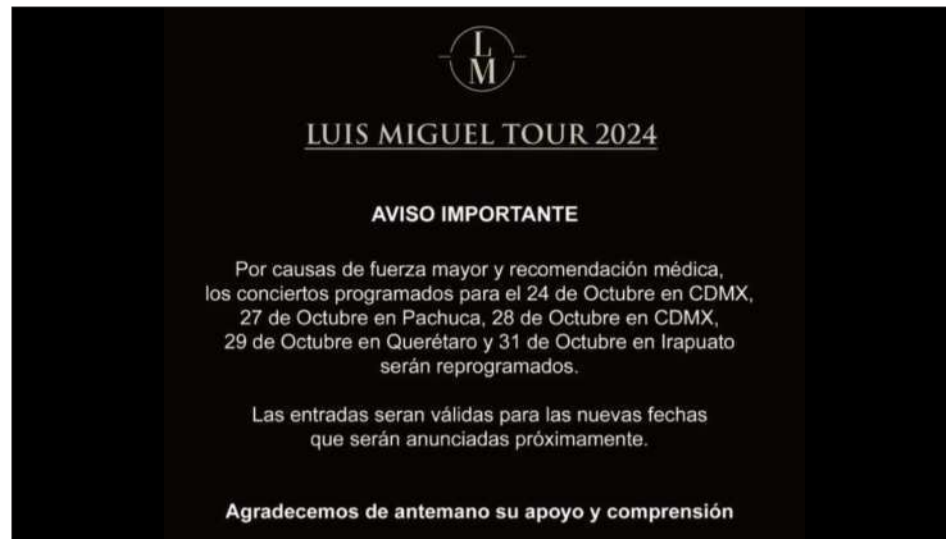 L
M
LUIS MIGUEL TOUR 2024
AVISO IMPORTANTE
Por causas de fuerza mayor y recomendación médica,
los conciertos programados para el 24 de Octubre en CDMX,
27 de Octubre en Pachuca, 28 de Octubre en CDMX,
29 de Octubre en Querétaro y 31 de Octubre en Irapuato
serán reprogramados.
Las entradas seran válidas para las nuevas fechas
que serán anunciadas próximamente.
Agradecemos de antemano su apoyo y comprensión